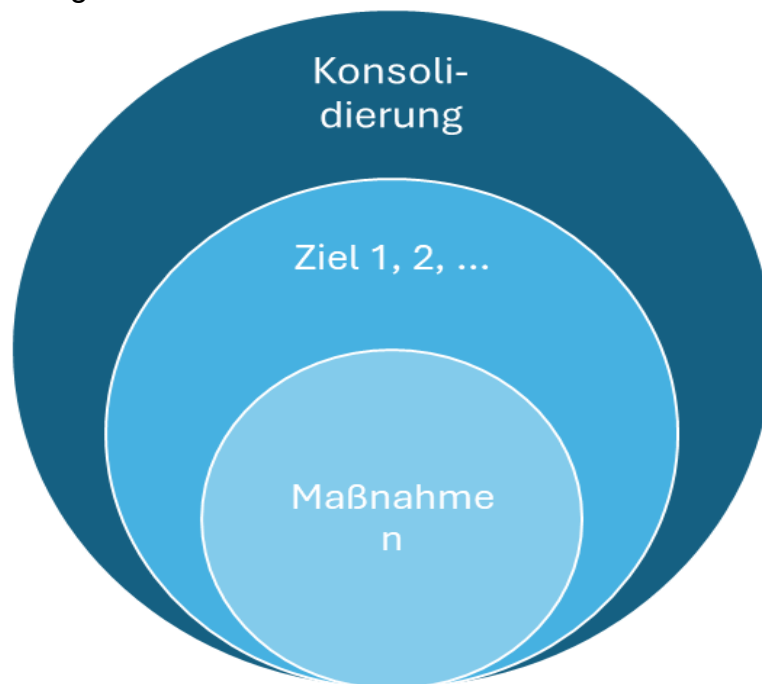 Konsoli-
dierung
Ziel 1, 2, ...
Maßnahme
n